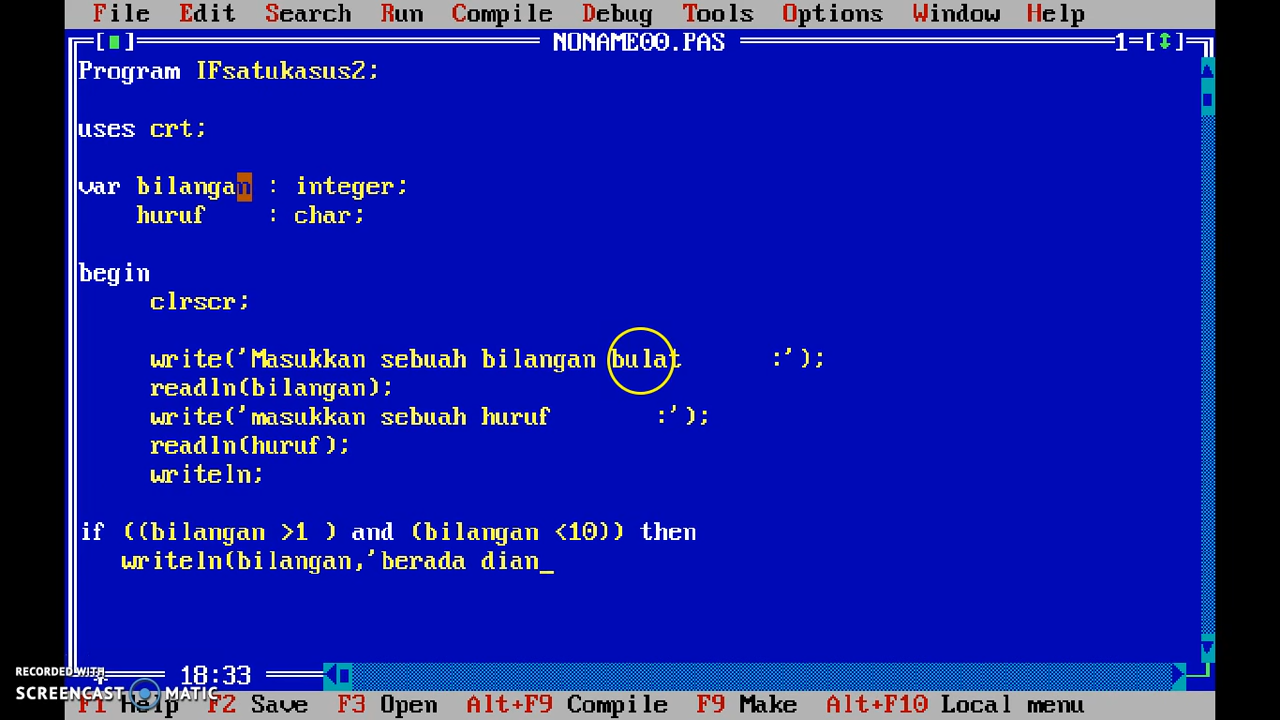 File Edit Search Run Compile Debug Tools Options Window Help
[■] NONAME00.PAS 1=[↕]
Program IFsatukasus2;
uses crt;
var bilangan : integer;
huruf : char;
begin
clrscr;
write('Masukkan sebuah bilangan bulat :');
readln(bilangan);
write('masukkan sebuah huruf :');
readln(huruf);
writeln;
if ((bilangan >1 ) and (bilangan <10)) then
writeln(bilangan,'berada dian_
18:33
RECORDED WITH
SCREENCAST MATIC
F1 Help F2 Save F3 Open Alt+F9 Compile F9 Make Alt+F10 Local menu